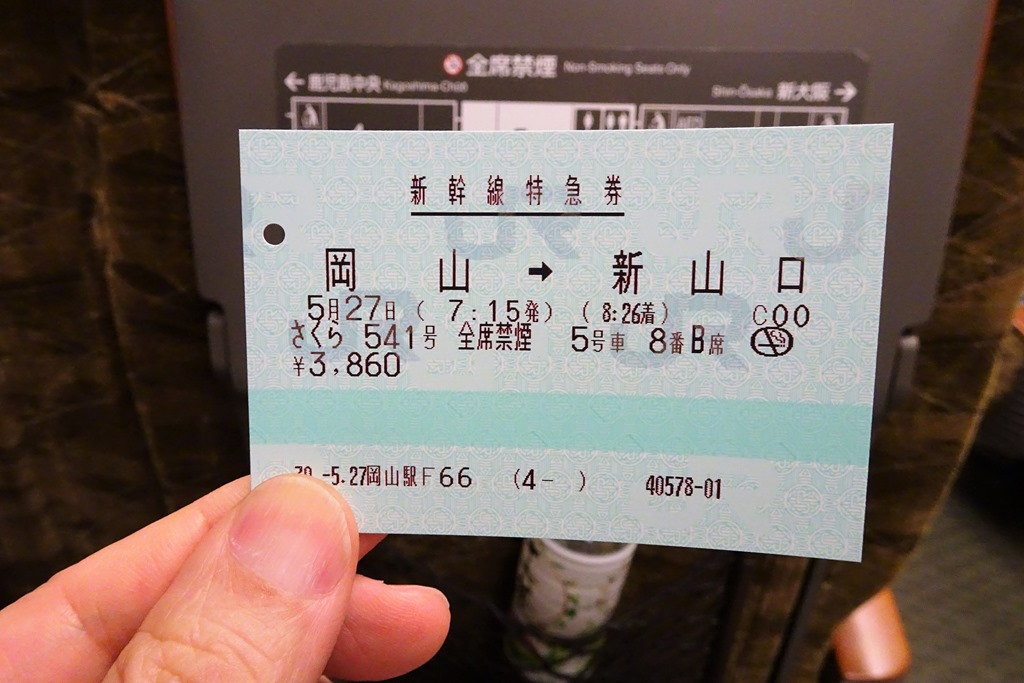 全席禁煙 Non-Smoking Seats Only
← 鹿児島中央 Kagoshima-Chūō
Shin-Ōsaka 新大阪 →
新幹線特急券
岡山 → 新山口
5月27日 ( 7:15発) ( 8:26着) C00
さくら 541号 全席禁煙 5号車 8番 B席
¥3,860
-5.27岡山駅F66 (4- ) 40578-01
JR